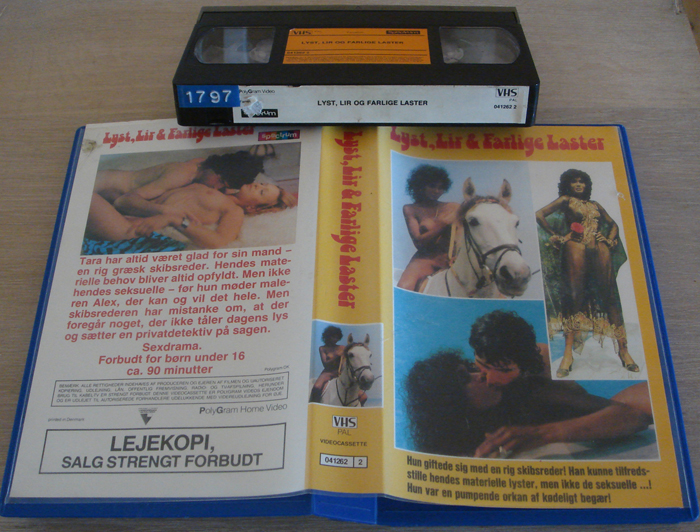 VHS
Spectrum
LYST, LIR OG FARLIGE LASTER
1797
PolyGram Video
LYST, LIR OG FARLIGE LASTER
VHS
PAL
041262 2
Lyst, Lir & Farlige Laster
Spectrum
Tara har altid været glad for sin mand –
en rig græsk skibsreder. Hendes mate-
rielle behov bliver altid opfyldt. Men ikke
hendes seksuelle – før hun møder male-
ren Alex, der kan og vil det hele. Men
skibsrederen har mistanke om, at der
foregår noget, der ikke tåler dagens lys
og sætter en privatdetektiv på sagen.
Sexdrama.
Forbudt for børn under 16
ca. 90 minutter
PolyGram Home Video
LEJEKOPI,
SALG STRENGT FORBUDT
Lyst, Lir & Farlige Laster
VHS
PAL
VIDEOCASSETTE
041262 2
Lyst, Lir & Farlige Laster
Hun giftede sig med en rig skibsreder! Han kunne tilfreds-
stille hendes materielle lyster, men ikke de seksuelle ...!
Hun var en pumpende orkan af kødeligt begær!